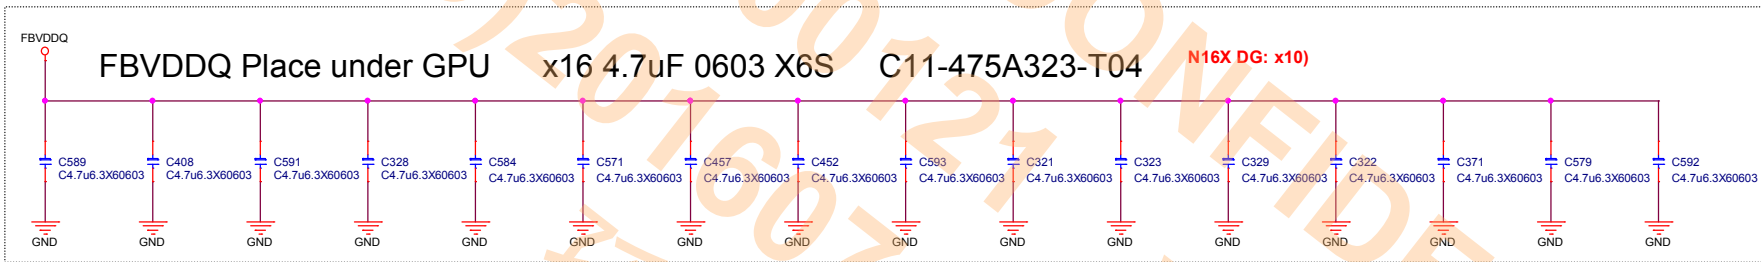 FBVDDQ
FBVDDQ Place under GPU x16 4.7uF 0603 X6S C11-475A323-T04 N16X DG: x10)
C589 C408 C591 C328 C584 C571 C457 C452 C593 C321 C323 C329 C322 C371 C579 C592
C4.7u6.3X60603 C4.7u6.3X60603 C4.7u6.3X60603 C4.7u6.3X60603 C4.7u6.3X60603 C4.7u6.3X60603 C4.7u6.3X60603 C4.7u6.3X60603 C4.7u6.3X60603 C4.7u6.3X60603 C4.7u6.3X60603 C4.7u6.3X60603 C4.7u6.3X60603 C4.7u6.3X60603 C4.7u6.3X60603 C4.7u6.3X60603
GND GND GND GND GND GND GND GND GND GND GND GND GND GND GND GND